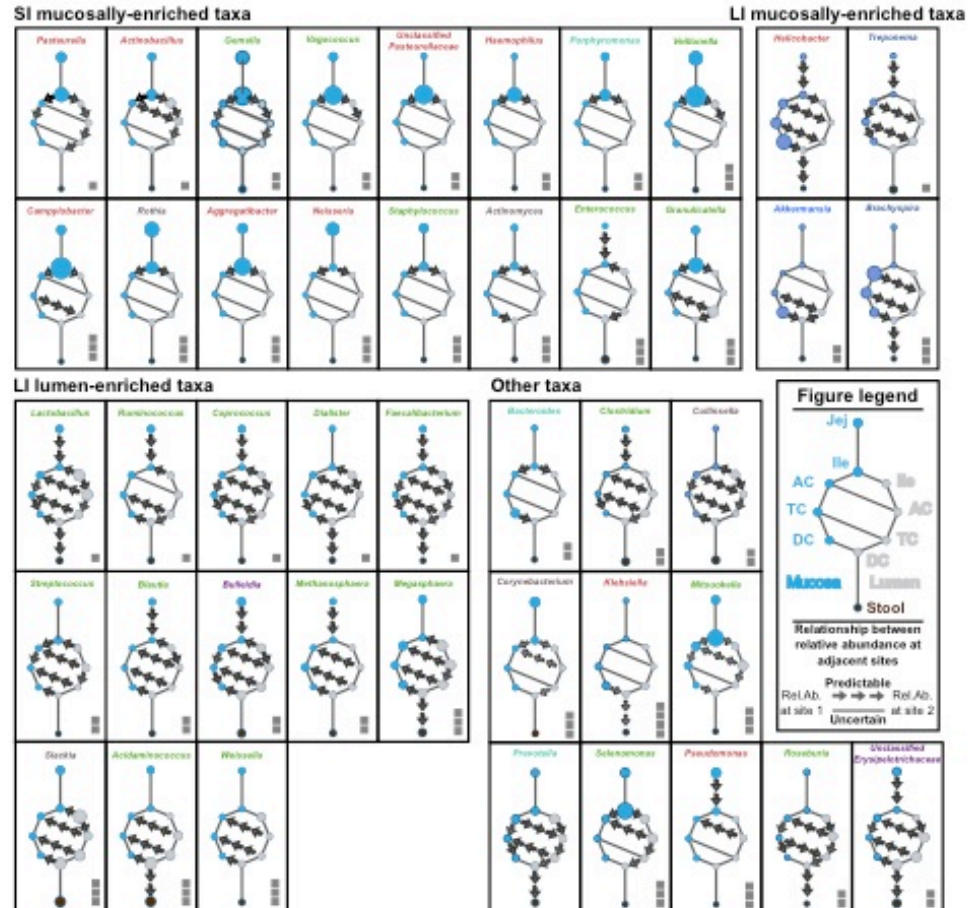 SI mucosally-enriched taxa
LI mucosally-enriched taxa
Pasteurella
Actinobacillus
Gemella
Vagococcus
Unclassified
Pasteurellaceae
Haemophilus
Porphyromonas
Veillonella
Helicobacter
Treponema
Campylobacter
Rothia
Aggregatibacter
Neisseria
Staphylococcus
Actinomyces
Enterococcus
Granulicatella
Akkermansia
Brachyspira
LI lumen-enriched taxa
Other taxa
Lactobacillus
Ruminococcus
Coprococcus
Dialister
Faecalibacterium
Bacteroides
Clostridium
Collinsella
Streptococcus
Blautia
Bulleidia
Methanosphaera
Megasphaera
Corynebacterium
Klebsiella
Mitsuokella
Slackia
Acidaminococcus
Weissella
Prevotella
Selenomonas
Pseudomonas
Roseburia
Unclassified
Erysipelotrichaceae
Figure legend
Jej
Ile
Ile
AC
AC
TC
TC
DC
DC
Mucosa
Lumen
Stool
Relationship between
relative abundance at
adjacent sites
Predictable
Rel.Ab. Rel.Ab.
at site 1 at site 2
Uncertain